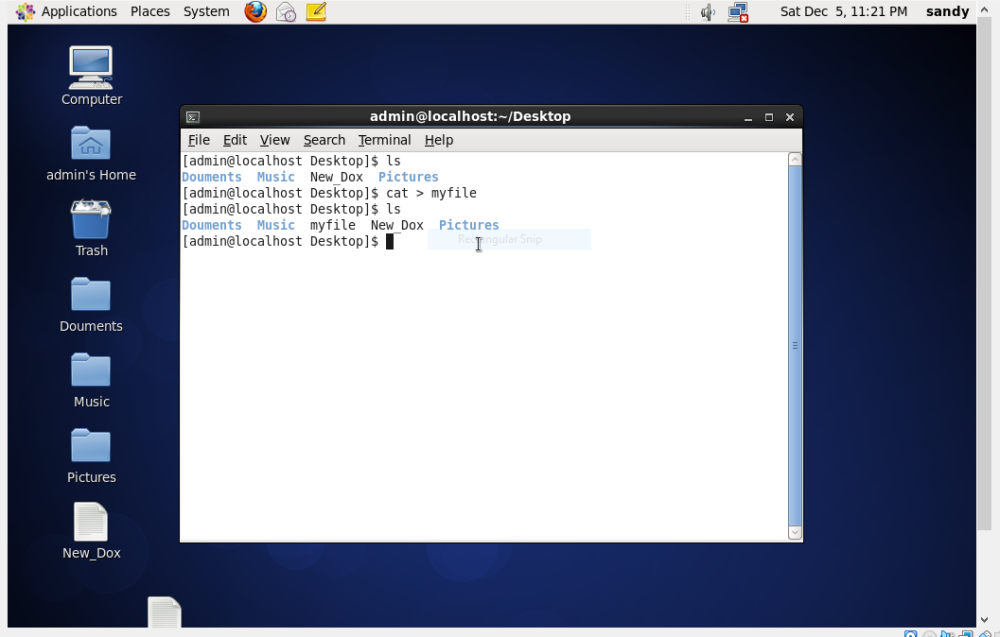 Applications Places System Sat Dec 5, 11:21 PM sandy
Computer
admin's Home
Trash
Douments
Music
Pictures
New_Dox
admin@localhost:~/Desktop
File Edit View Search Terminal Help
[admin@localhost Desktop]$ ls
Douments Music New_Dox Pictures
[admin@localhost Desktop]$ cat > myfile
[admin@localhost Desktop]$ ls
Douments Music myfile New_Dox Pictures
[admin@localhost Desktop]$
Rectangular Snip